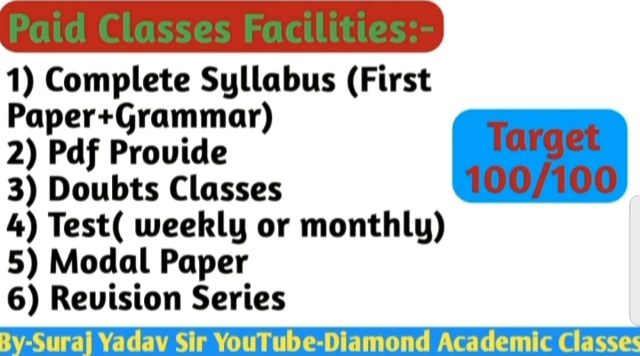 Paid Classes Facilities:-
1) Complete Syllabus (First
Paper+Grammar)
2) Pdf Provide
3) Doubts Classes
4) Test( weekly or monthly)
5) Modal Paper
6) Revision Series
Target
100/100
By-Suraj Yadav Sir YouTube-Diamond Academic Classes